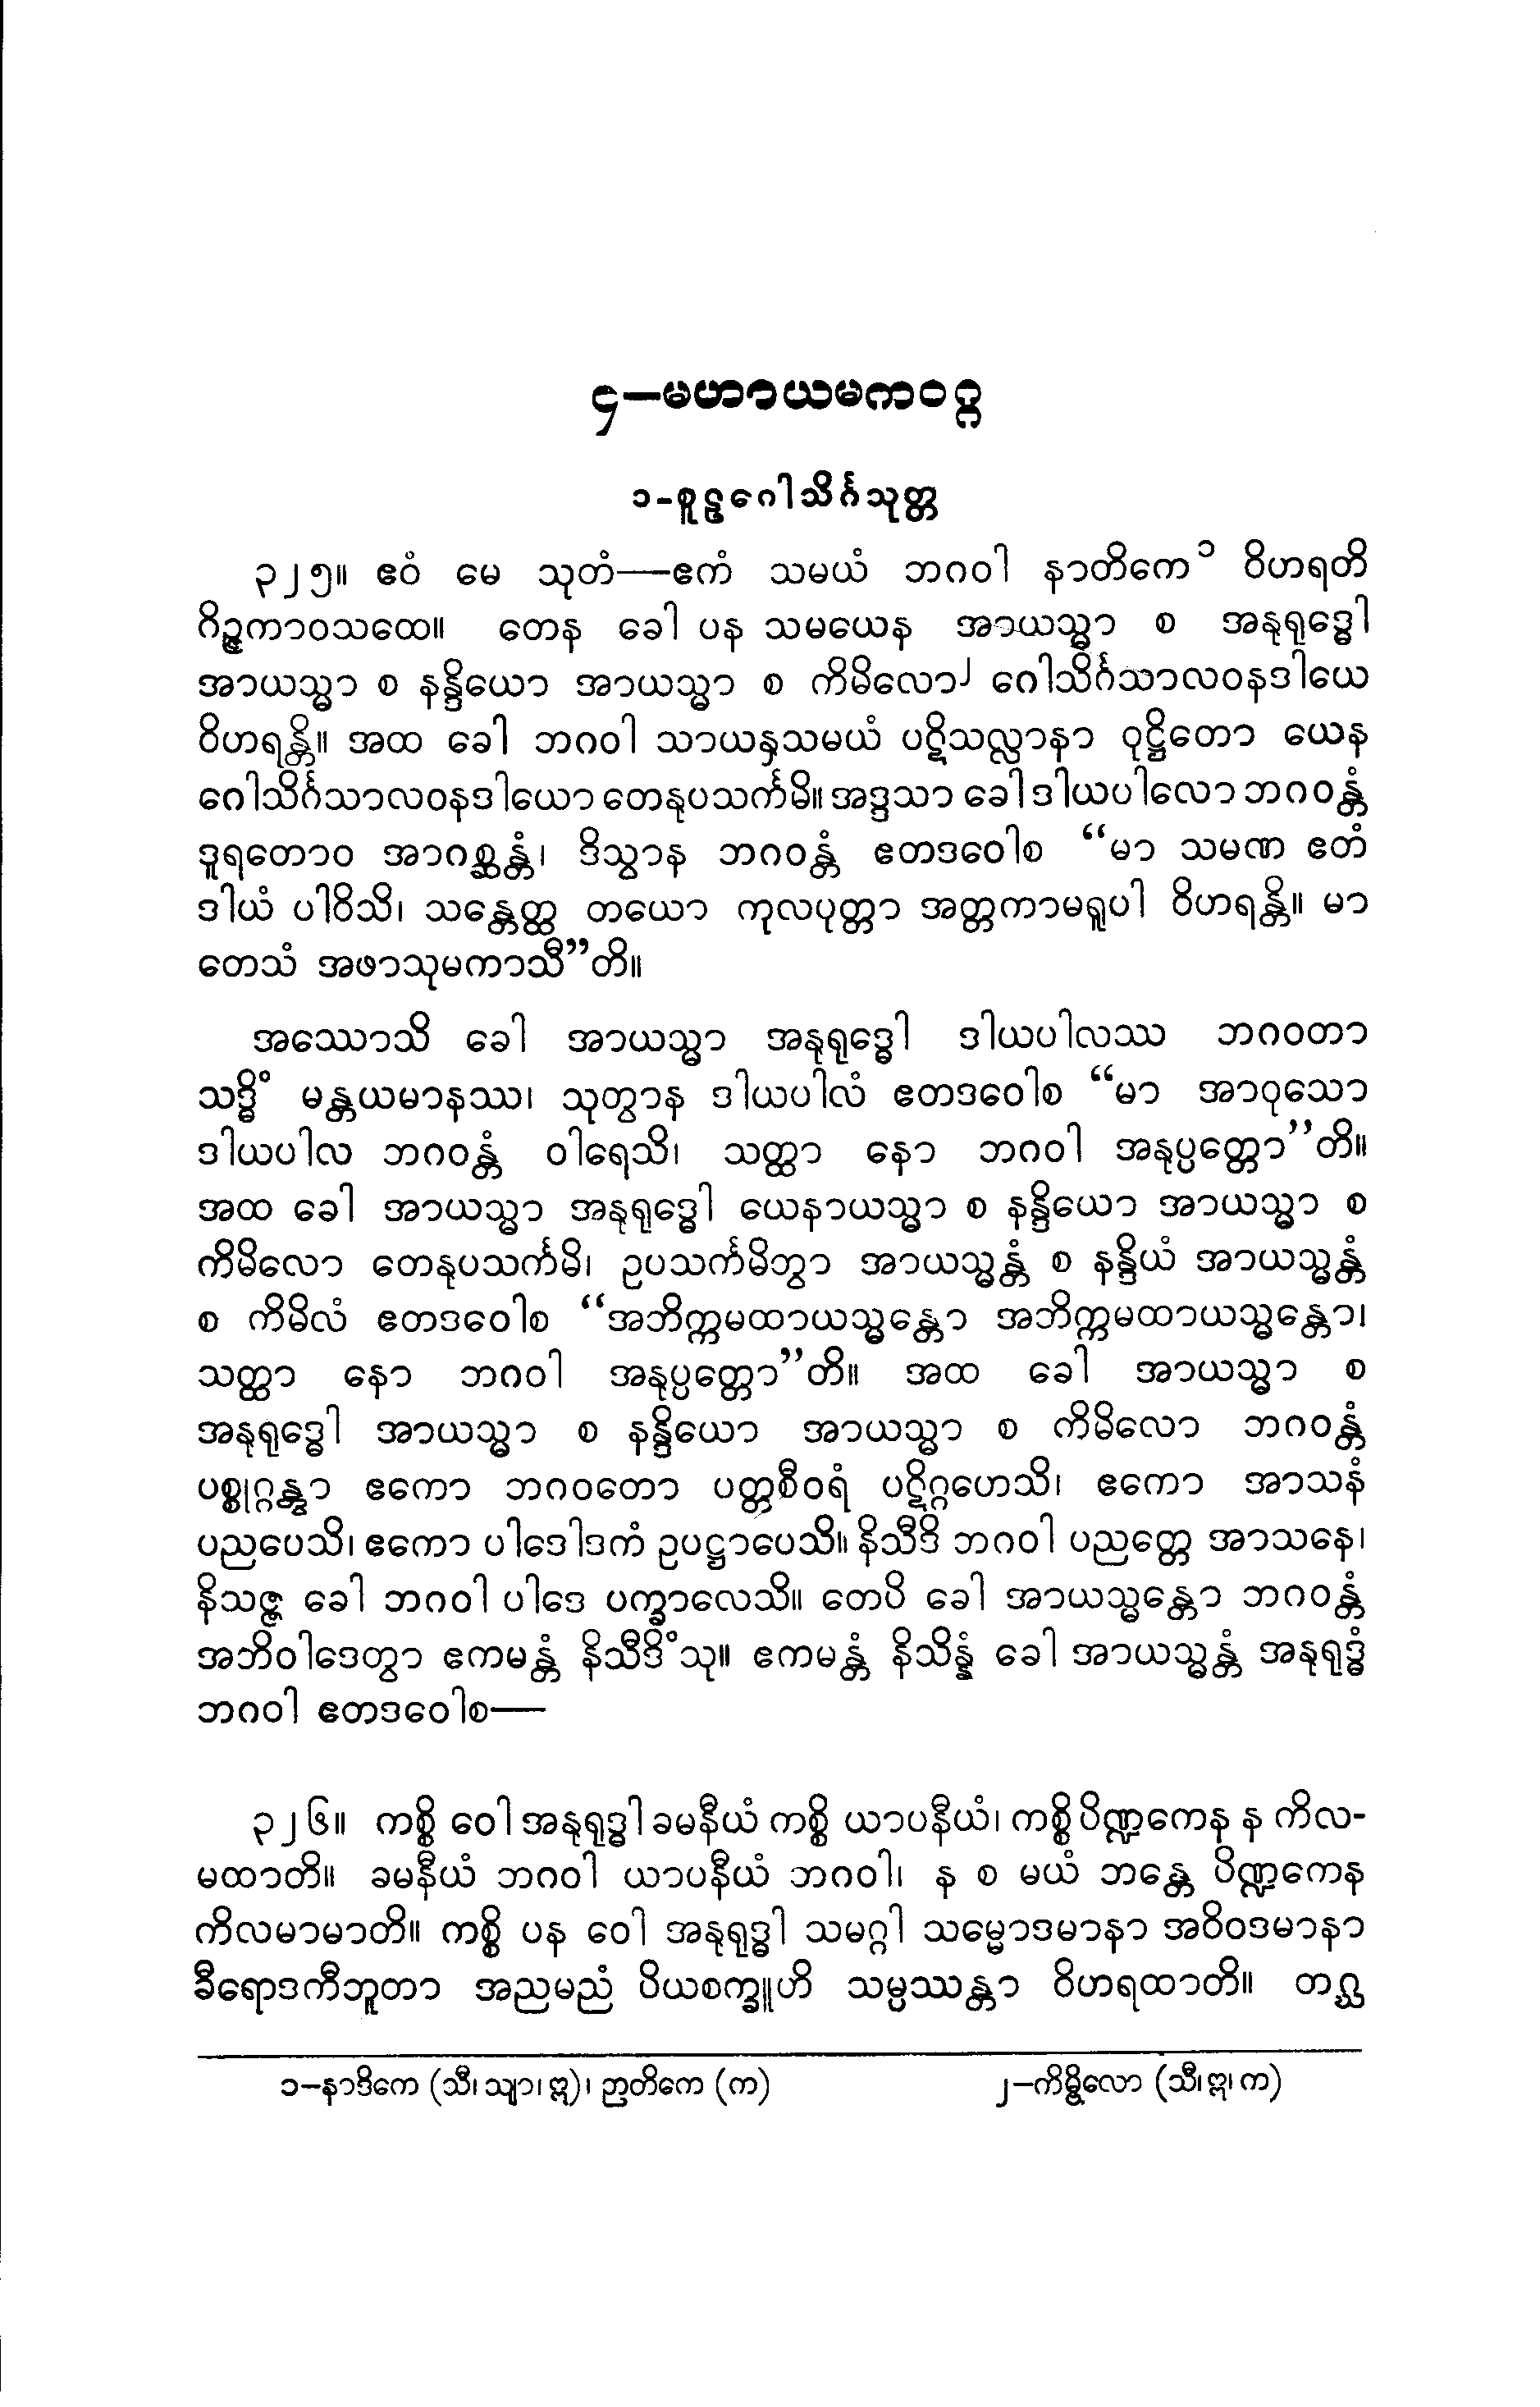 ၄—မဟာယမကဝဂ္ဂ
၁-စူဠဂေါသိင်္ဂသုတ္တ
၃၂၅။ ဧဝံ မေ သုတံ—ဧကံ သမယံ ဘဂဝါ နာတိကေ၁ ဝိဟရတိ
ဂိဉ္ဇကာဝသထေ။ တေန ခေါ ပန သမယေန အာယသ္မာ စ အနုရုဒ္ဓေါ
အာယသ္မာ စ နန္ဒိယော အာယသ္မာ စ ကိမိလော၂ ဂေါသိင်္ဂသာလဝနဒါယေ
ဝိဟရန္တိ။ အထ ခေါ ဘဂဝါ သာယနှသမယံ ပဋိသလ္လာနာ ဝုဋ္ဌိတော ယေန
ဂေါသိင်္ဂသာလဝနဒါယော တေနုပသင်္ကမိ။ အဒ္ဒသာ ခေါ ဒါယပါလော ဘဂဝန္တံ
ဒူရတောဝ အာဂစ္ဆန္တံ၊ ဒိသွာန ဘဂဝန္တံ ဧတဒဝေါစ “မာ သမဏ ဧတံ
ဒါယံ ပါဝိသိ၊ သန္တေတ္ထ တယော ကုလပုတ္တာ အတ္တကာမရူပါ ဝိဟရန္တိ။ မာ
တေသံ အဖာသုမကာသီ”တိ။
အဿောသိ ခေါ အာယသ္မာ အနုရုဒ္ဓေါ ဒါယပါလဿ ဘဂဝတာ
သဒ္ဓိံ မန္တယမာနဿ၊ သုတွာန ဒါယပါလံ ဧတဒဝေါစ “မာ အာဝုသော
ဒါယပါလ ဘဂဝန္တံ ဝါရေသိ၊ သတ္ထာ နော ဘဂဝါ အနုပ္ပတ္တော”တိ။
အထ ခေါ အာယသ္မာ အနုရုဒ္ဓေါ ယေနာယသ္မာ စ နန္ဒိယော အာယသ္မာ စ
ကိမိလော တေနုပသင်္ကမိ၊ ဥပသင်္ကမိတွာ အာယသ္မန္တံ စ နန္ဒိယံ အာယသ္မန္တံ
စ ကိမိလံ ဧတဒဝေါစ “အဘိက္ကမထာယသ္မန္တော အဘိက္ကမထာယသ္မန္တော၊
သတ္ထာ နော ဘဂဝါ အနုပ္ပတ္တော”တိ။ အထ ခေါ အာယသ္မာ စ
အနုရုဒ္ဓေါ အာယသ္မာ စ နန္ဒိယော အာယသ္မာ စ ကိမိလော ဘဂဝန္တံ
ပစ္စုဂ္ဂန္တွာ ဧကော ဘဂဝတော ပတ္တစီဝရံ ပဋိဂ္ဂဟေသိ၊ ဧကော အာသနံ
ပညပေသိ၊ ဧကော ပါဒေါဒကံ ဥပဋ္ဌာပေသိ။ နိသီဒိ ဘဂဝါ ပညတ္တေ အာသနေ၊
နိသဇ္ဇ ခေါ ဘဂဝါ ပါဒေ ပက္ခာလေသိ။ တေပိ ခေါ အာယသ္မန္တော ဘဂဝန္တံ
အဘိဝါဒေတွာ ဧကမန္တံ နိသီဒိံသု။ ဧကမန္တံ နိသိန္နံ ခေါ အာယသ္မန္တံ အနုရုဒ္ဓံ
ဘဂဝါ ဧတဒဝေါစ—
၃၂၆။ ကစ္စိ ဝေါ အနုရုဒ္ဓါ ခမနီယံ ကစ္စိ ယာပနီယံ၊ ကစ္စိ ပိဏ္ဍကေန န ကိလ-
မထာတိ။ ခမနီယံ ဘဂဝါ ယာပနီယံ ဘဂဝါ၊ န စ မယံ ဘန္တေ ပိဏ္ဍကေန
ကိလမာမာတိ။ ကစ္စိ ပန ဝေါ အနုရုဒ္ဓါ သမဂ္ဂါ သမ္မောဒမာနာ အဝိဝဒမာနာ
ခီရောဒကီဘူတာ အညမညံ ပိယစက္ခူဟိ သမ္ပဿန္တာ ဝိဟရထာတိ။ တဂ္ဃ
၁—နာဒိကေ (သီ၊ သျာ၊ ဣ)၊ ဉာတိကေ (က)
၂—ကိမ္ဗိလော (သီ၊ ဣ၊ က)